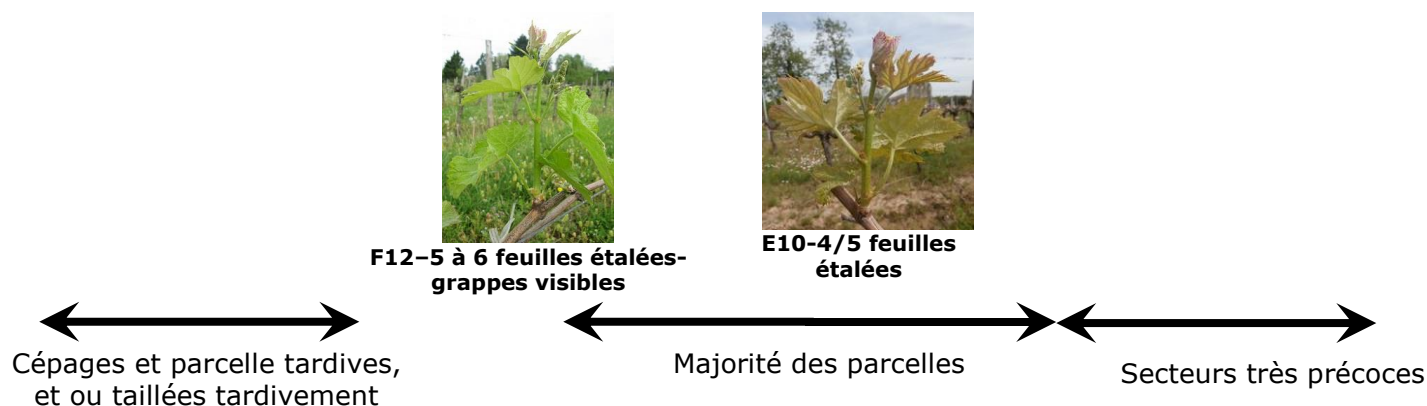 F12–5 à 6 feuilles étalées-
grappes visibles
E10-4/5 feuilles
étalées
Cépages et parcelle tardives,
et ou taillées tardivement
Majorité des parcelles
Secteurs très précoces